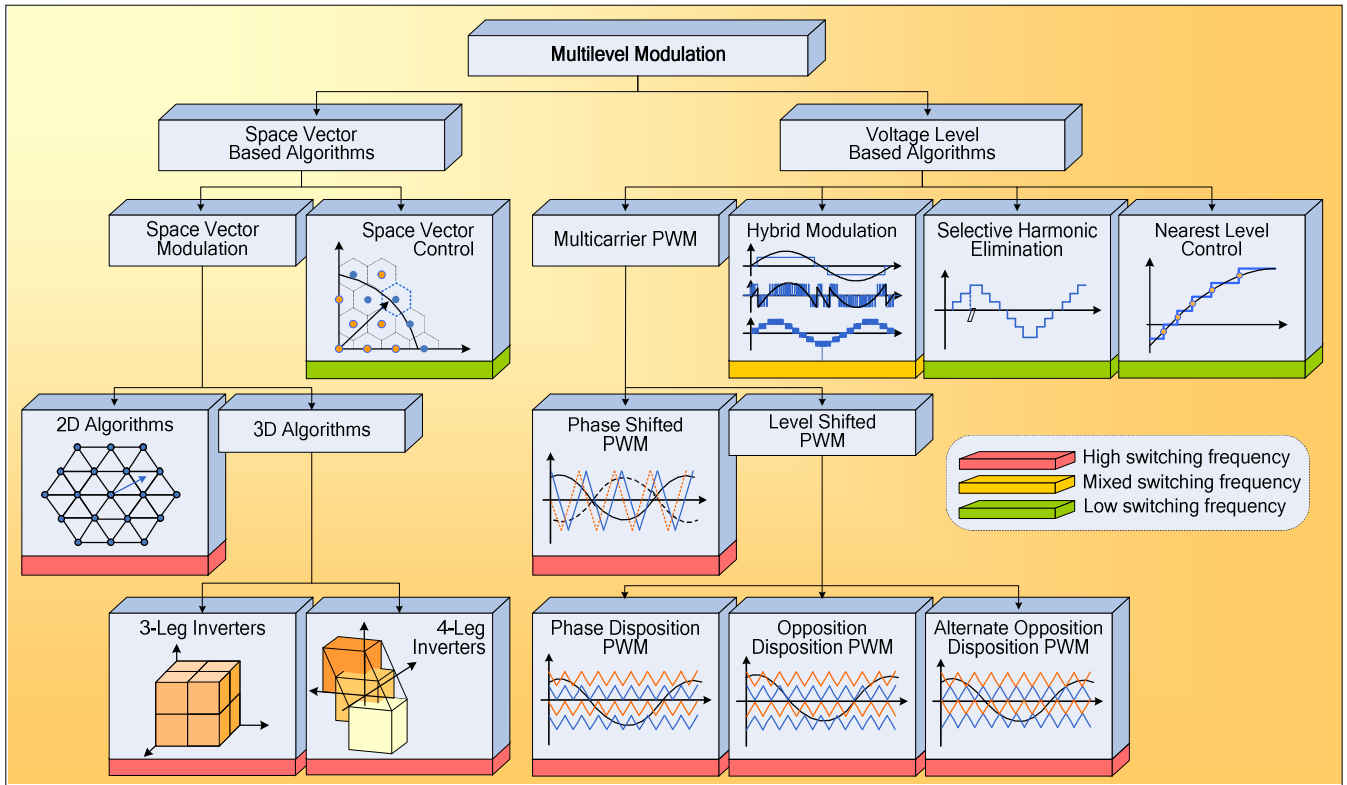 Multilevel Modulation
Space Vector
Based Algorithms
Voltage Level
Based Algorithms
Space Vector
Modulation
Space Vector
Control
Multicarrier PWM
Hybrid Modulation
Selective Harmonic
Elimination
Nearest Level
Control
2D Algorithms
3D Algorithms
Phase Shifted
PWM
Level Shifted
PWM
High switching frequency
Mixed switching frequency
Low switching frequency
3-Leg Inverters
4-Leg
Inverters
Phase Disposition
PWM
Opposition
Disposition PWM
Alternate Opposition
Disposition PWM